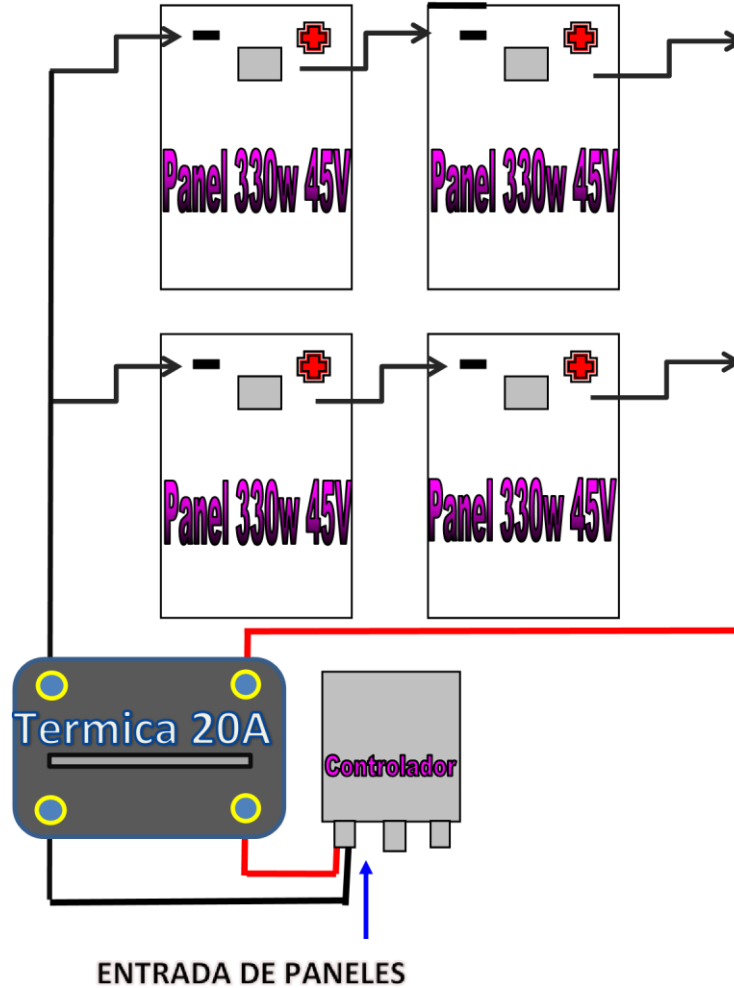 Panel 330w 45V
Panel 330w 45V
Panel 330w 45V
Panel 330w 45V
Termica 20A
Controlador
ENTRADA DE PANELES